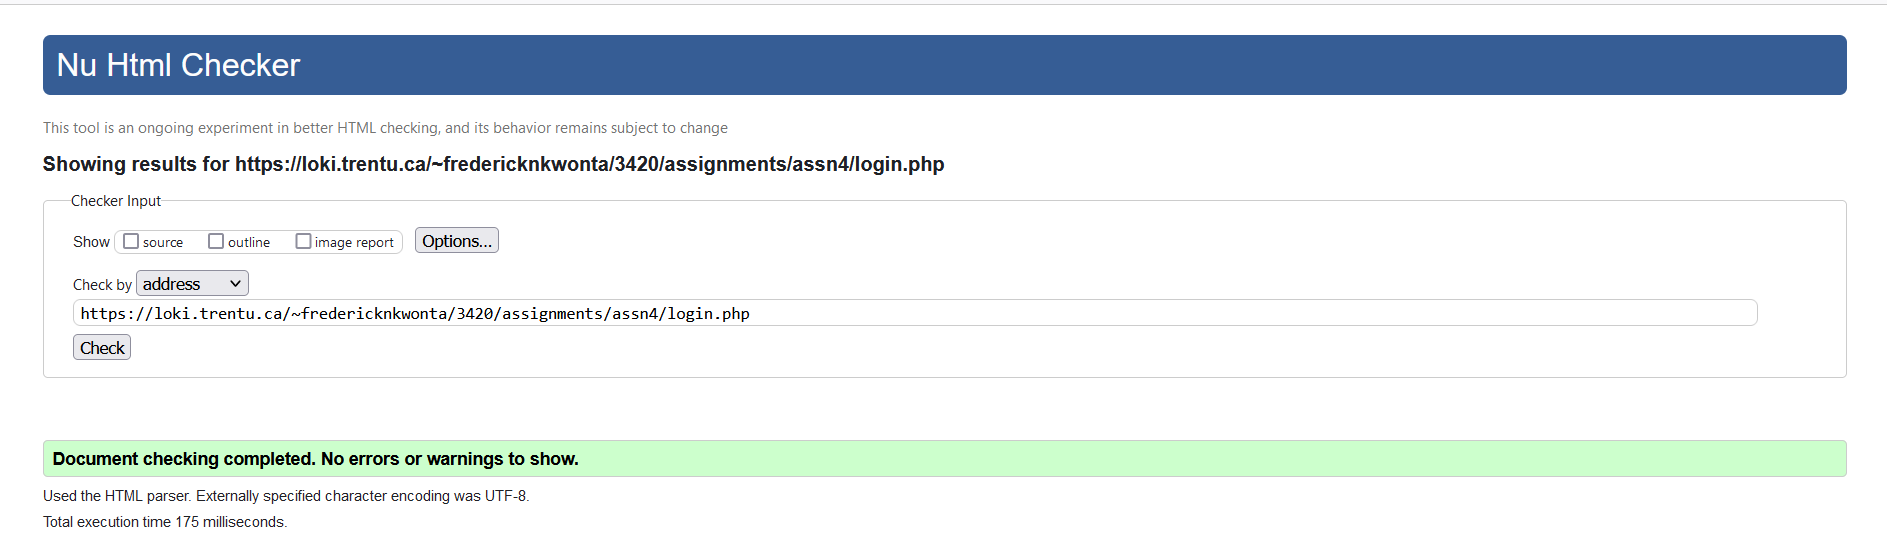 Nu Html Checker
This tool is an ongoing experiment in better HTML checking, and its behavior remains subject to change
Showing results for https://loki.trentu.ca/~fredericknkwonta/3420/assignments/assn4/login.php
Checker Input
Show source outline image report Options...
Check by address
https://loki.trentu.ca/~fredericknkwonta/3420/assignments/assn4/login.php
Check
Document checking completed. No errors or warnings to show.
Used the HTML parser. Externally specified character encoding was UTF-8.
Total execution time 175 milliseconds.